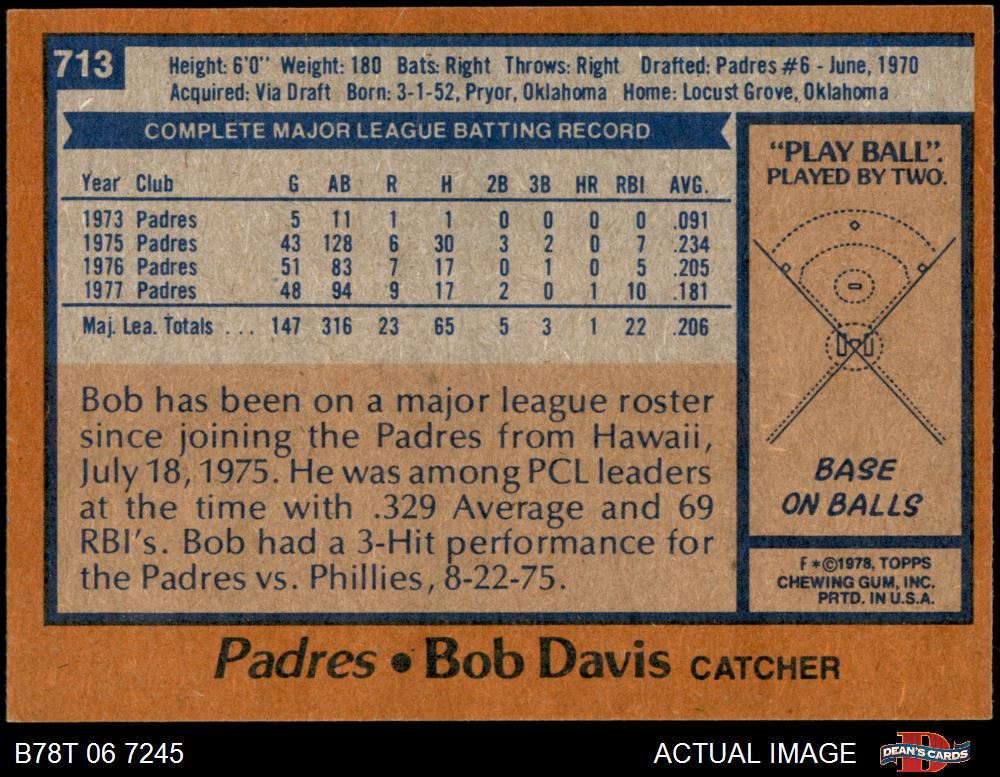 713
Height: 6'0" Weight: 180 Bats: Right Throws: Right Drafted: Padres #6 - June, 1970
Acquired: Via Draft Born: 3-1-52, Pryor, Oklahoma Home: Locust Grove, Oklahoma
COMPLETE MAJOR LEAGUE BATTING RECORD
Year Club G AB R H 2B 3B HR RBI AVG.
1973 Padres 5 11 1 1 0 0 0 0 .091
1975 Padres 43 128 6 30 3 2 0 7 .234
1976 Padres 51 83 7 17 0 1 0 5 .205
1977 Padres 48 94 9 17 2 0 1 10 .181
Maj. Lea. Totals . . . 147 316 23 65 5 3 1 22 .206
Bob has been on a major league roster
since joining the Padres from Hawaii,
July 18, 1975. He was among PCL leaders
at the time with .329 Average and 69
RBI's. Bob had a 3-Hit performance for
the Padres vs. Phillies, 8-22-75.
"PLAY BALL".
PLAYED BY TWO.
BASE
ON BALLS
F*©1978, TOPPS
CHEWING GUM, INC.
PRTD. IN U.S.A.
Padres • Bob Davis CATCHER
B78T 06 7245
ACTUAL IMAGE
DEAN'S CARDS